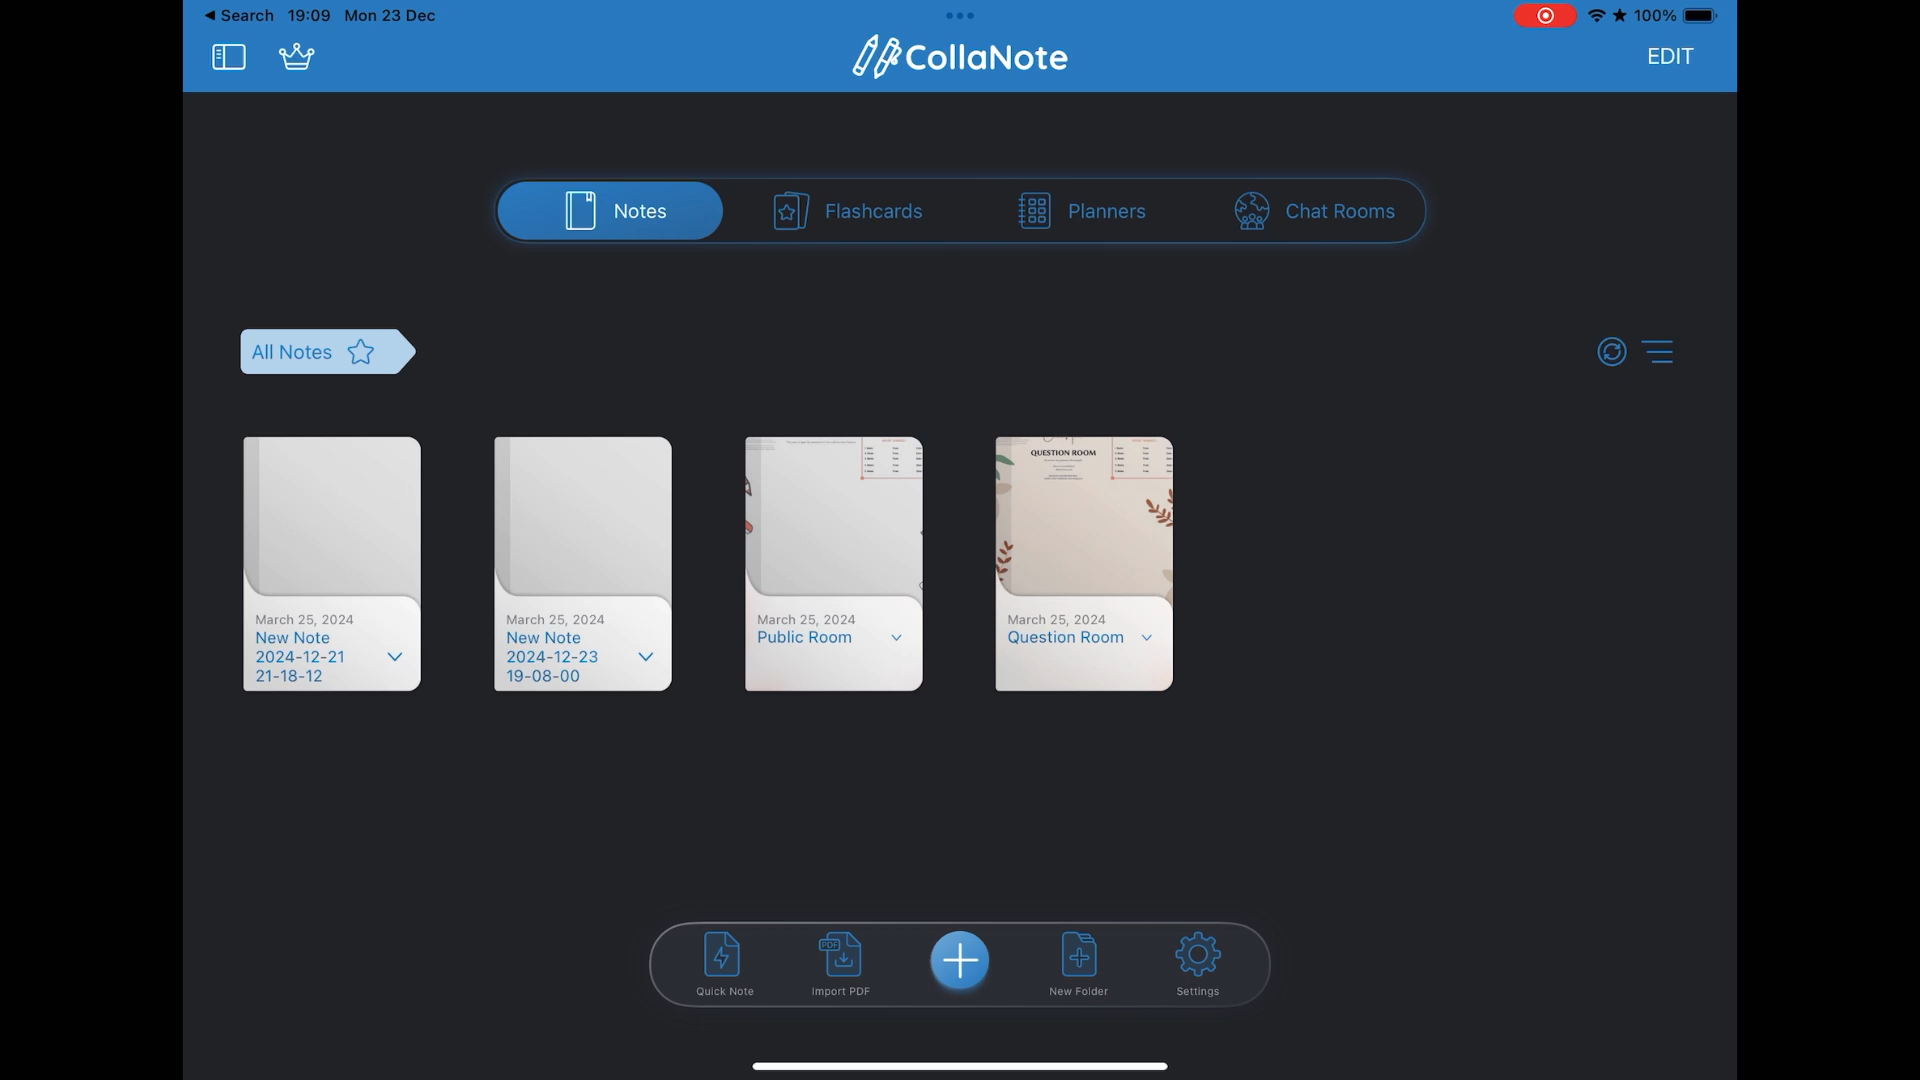 ◀ Search 19:09 Mon 23 Dec
100%
CollaNote
EDIT
Notes
Flashcards
Planners
Chat Rooms
All Notes
QUESTION ROOM
March 25, 2024
New Note
2024-12-21
21-18-12
March 25, 2024
New Note
2024-12-23
19-08-00
March 25, 2024
Public Room
March 25, 2024
Question Room
PDF
Quick Note
Import PDF
New Folder
Settings